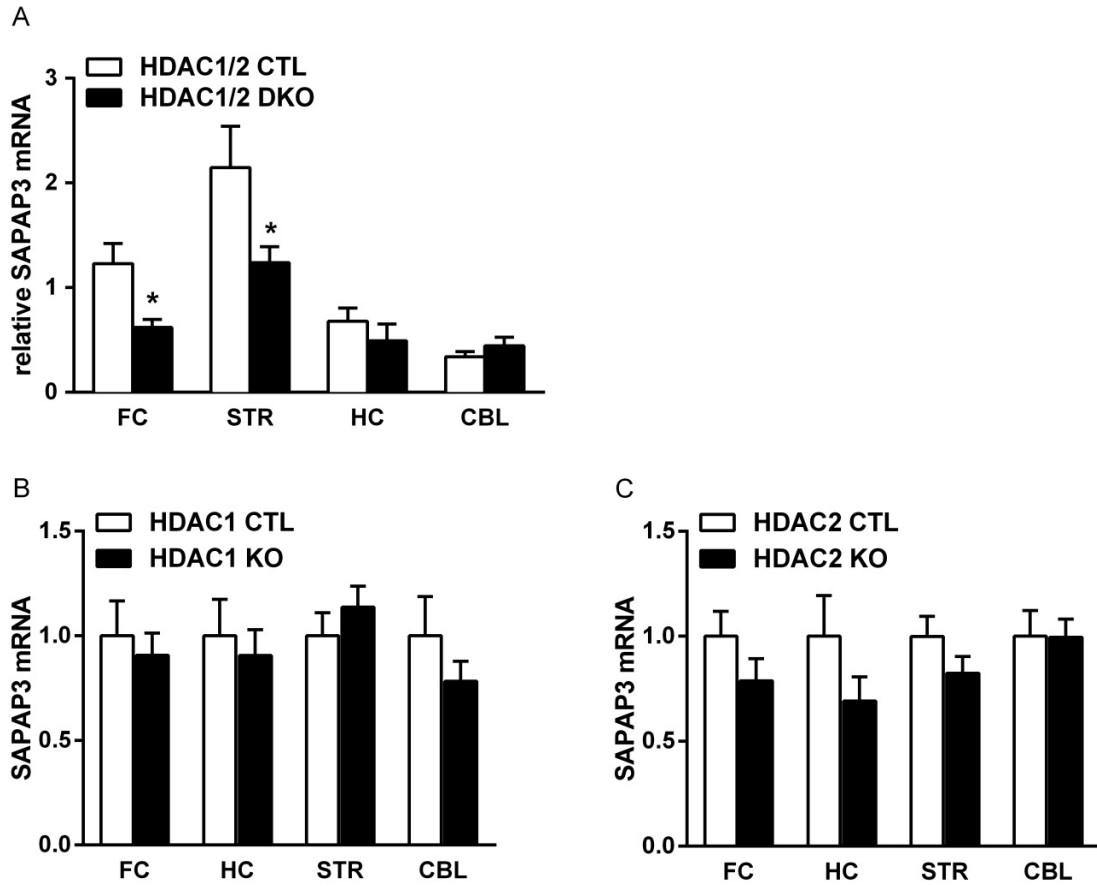 A
HDAC1/2 CTL
HDAC1/2 DKO
relative SAPAP3 mRNA
3
2
1
0
*
*
FC STR HC CBL
B
HDAC1 CTL
HDAC1 KO
SAPAP3 mRNA
1.5
1.0
0.5
0.0
FC HC STR CBL
C
HDAC2 CTL
HDAC2 KO
SAPAP3 mRNA
1.5
1.0
0.5
0.0
FC HC STR CBL